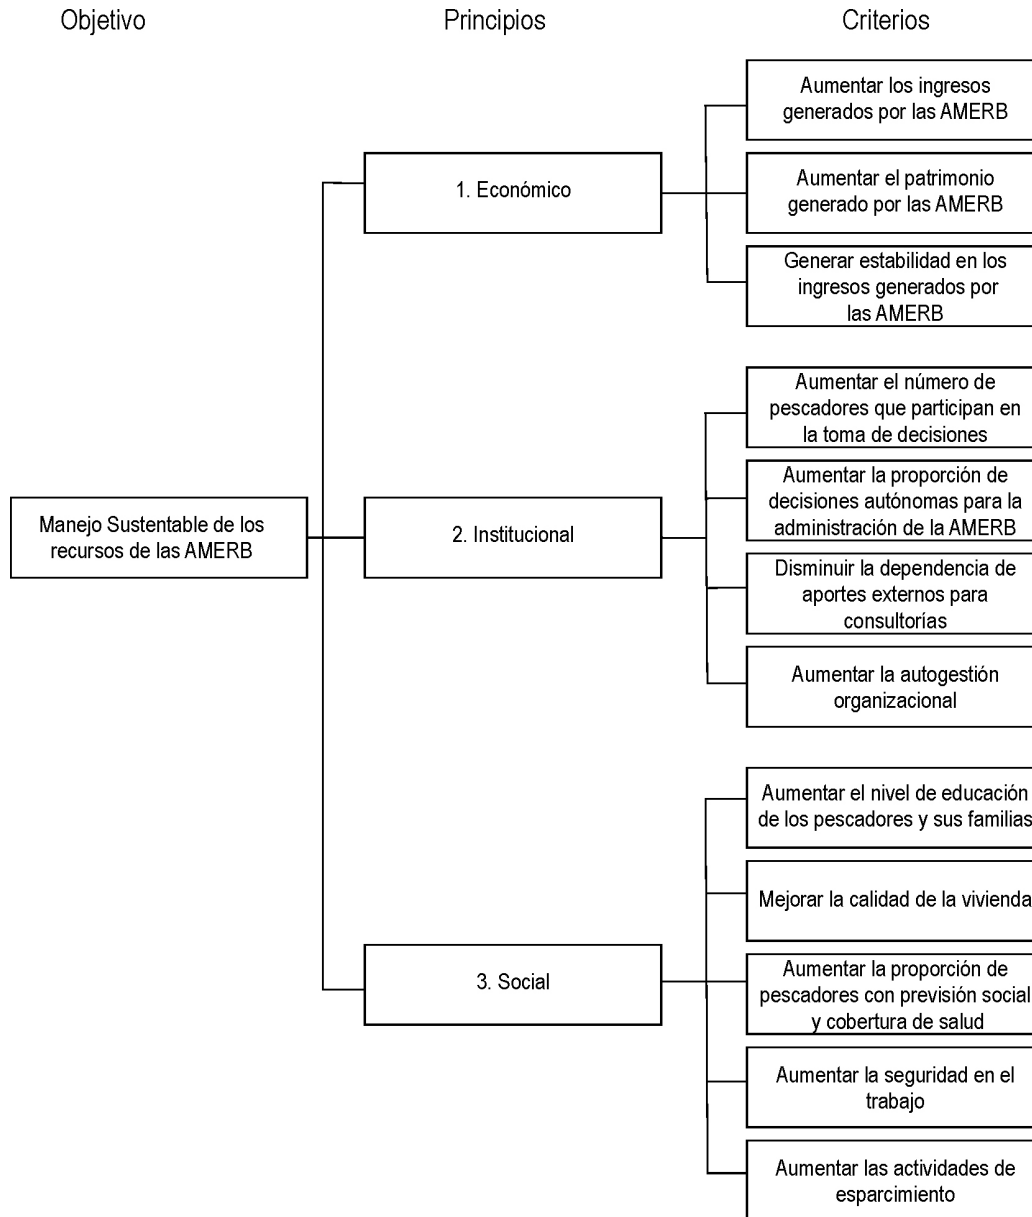 Objetivo
Principios
Criterios
Aumentar los ingresos
generados por las AMERB
1. Económico
Aumentar el patrimonio
generado por las AMERB
Generar estabilidad en los
ingresos generados por
las AMERB
Aumentar el número de
pescadores que participan en
la toma de decisiones
Manejo Sustentable de los
recursos de las AMERB
2. Institucional
Aumentar la proporción de
decisiones autónomas para la
administración de la AMERB
Disminuir la dependencia de
aportes externos para
consultorías
Aumentar la autogestión
organizacional
Aumentar el nivel de educación
de los pescadores y sus familias
Mejorar la calidad de la vivienda
3. Social
Aumentar la proporción de
pescadores con previsión social
y cobertura de salud
Aumentar la seguridad en el
trabajo
Aumentar las actividades de
esparcimiento